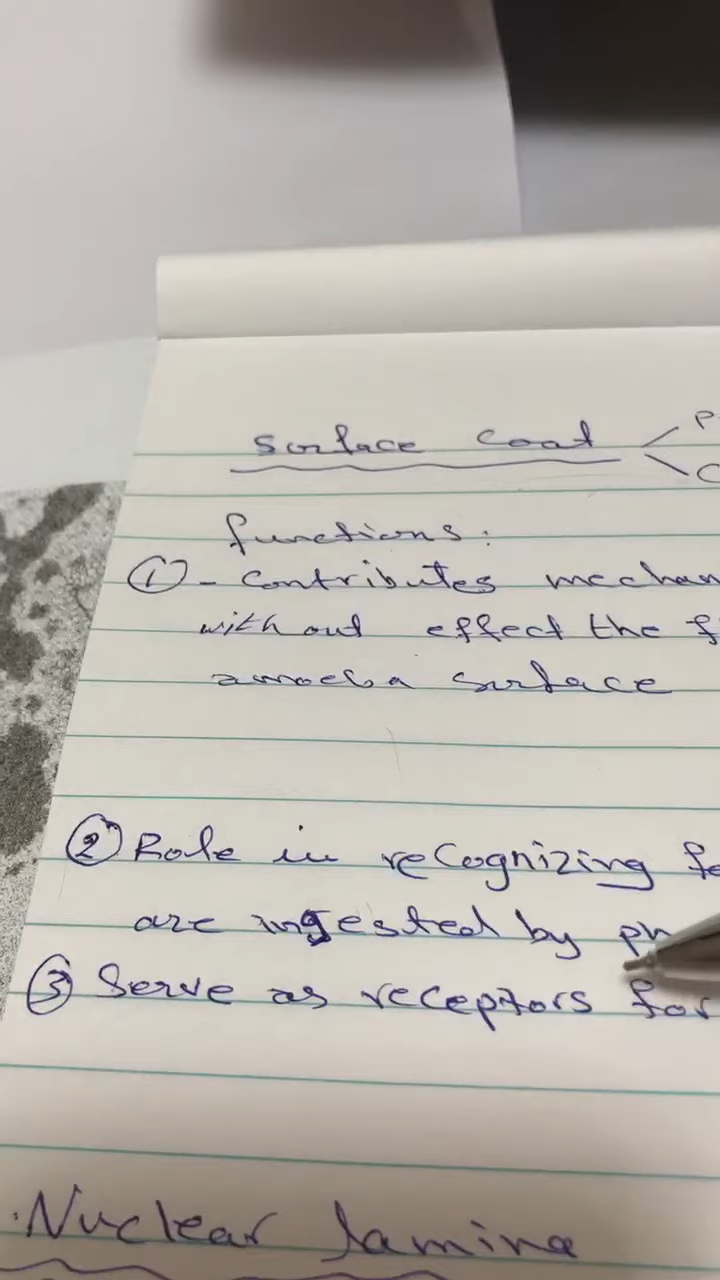 Surface Coat
functions:
① - Contributes
without effect the
amoeba surface
② Role in recognizing
are ingested by
③ Serve as receptors for
Nuclear lamina